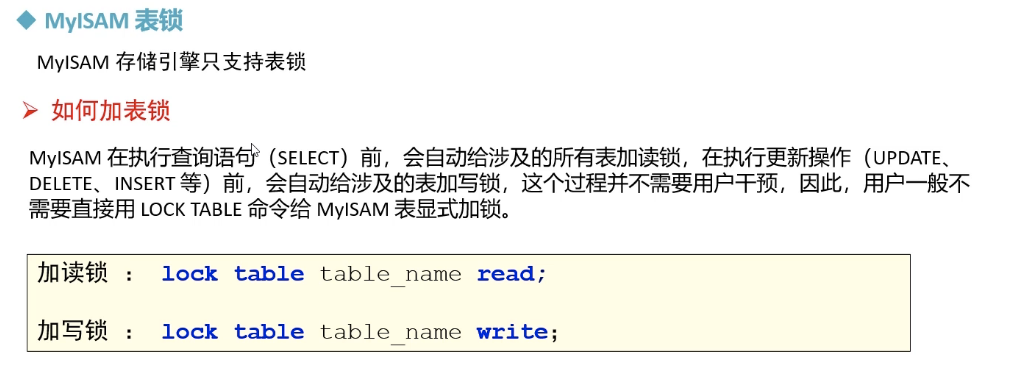 MyISAM 表锁
MyISAM 存储引擎只支持表锁
如何加表锁
MyISAM 在执行查询语句（SELECT）前，会自动给涉及的所有表加读锁，在执行更新操作（UPDATE、
DELETE、INSERT 等）前，会自动给涉及的表加写锁，这个过程并不需要用户干预，因此，用户一般不
需要直接用 LOCK TABLE 命令给 MyISAM 表显式加锁。
加读锁 ： lock table table_name read;
加写锁 ： lock table table_name write；